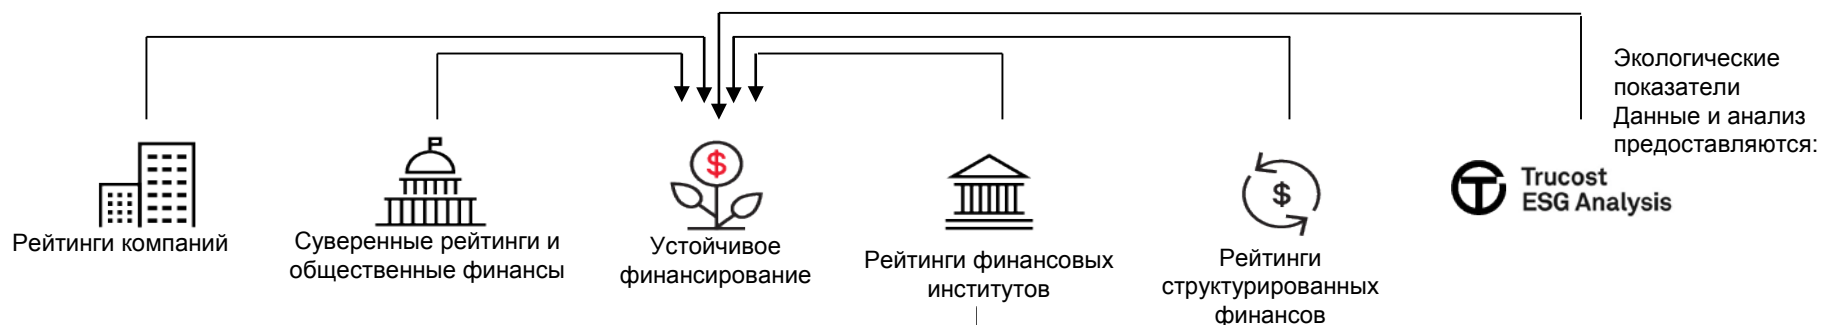 Экологические
показатели
Данные и анализ
предоставляются:
$
$
Trucost
ESG Analysis
Рейтинги компаний
Суверенные рейтинги и
общественные финансы
Устойчивое
финансирование
Рейтинги финансовых
институтов
Рейтинги
структурированных
финансов